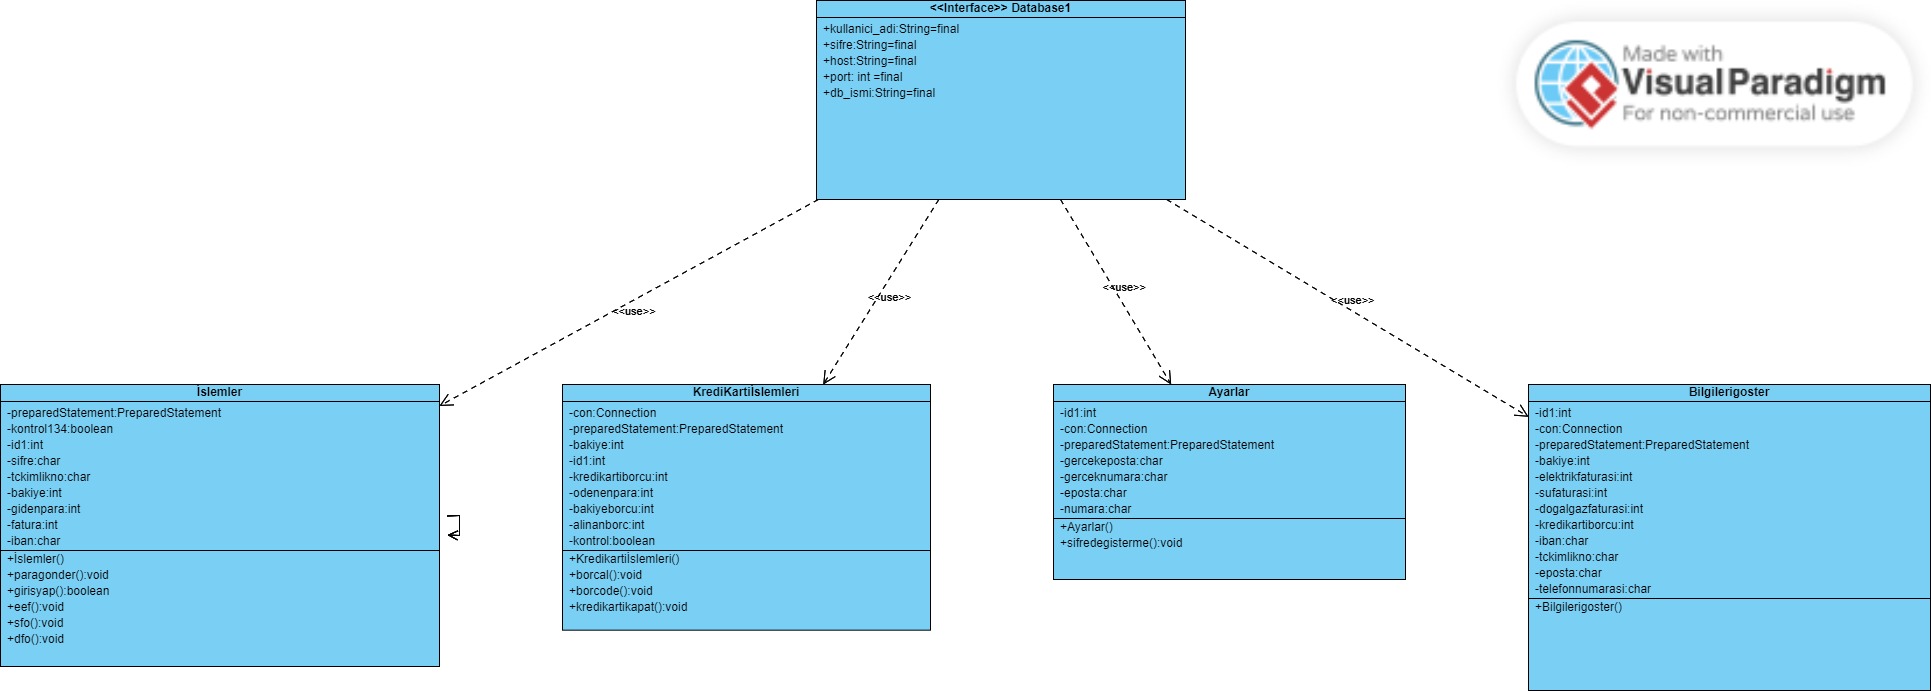 <<Interface>> Database1
+kullanici_adi:String=final
+sifre:String=final
+host:String=final
+port: int =final
+db_ismi:String=final
Made with
Visual Paradigm
For non-commercial use
<<use>>
<<use>>
<<use>>
<<use>>
İslemler
-preparedStatement:PreparedStatement
-kontrol134:boolean
-id1:int
-sifre:char
-tckimlikno:char
-bakiye:int
-gidenpara:int
-fatura:int
-iban:char
+İslemler()
+paragonder():void
+girisyap():boolean
+eef():void
+sfo():void
+dfo():void
KrediKartiİslemleri
-con:Connection
-preparedStatement:PreparedStatement
-bakiye:int
-id1:int
-kredikartiborcu:int
-odenenpara:int
-bakiyeborcu:int
-alinanborc:int
-kontrol:boolean
+Kredikartiİslemleri()
+borcal():void
+borcode():void
+kredikartikapat():void
Ayarlar
-id1:int
-con:Connection
-preparedStatement:PreparedStatement
-gercekeposta:char
-gerceknumara:char
-eposta:char
-numara:char
+Ayarlar()
+sifredegisterme():void
Bilgilerigoster
-id1:int
-con:Connection
-preparedStatement:PreparedStatement
-bakiye:int
-elektrikfaturasi:int
-sufaturasi:int
-dogalgazfaturasi:int
-kredikartiborcu:int
-iban:char
-tckimlikno:char
-eposta:char
-telefonnumarasi:char
+Bilgilerigoster()